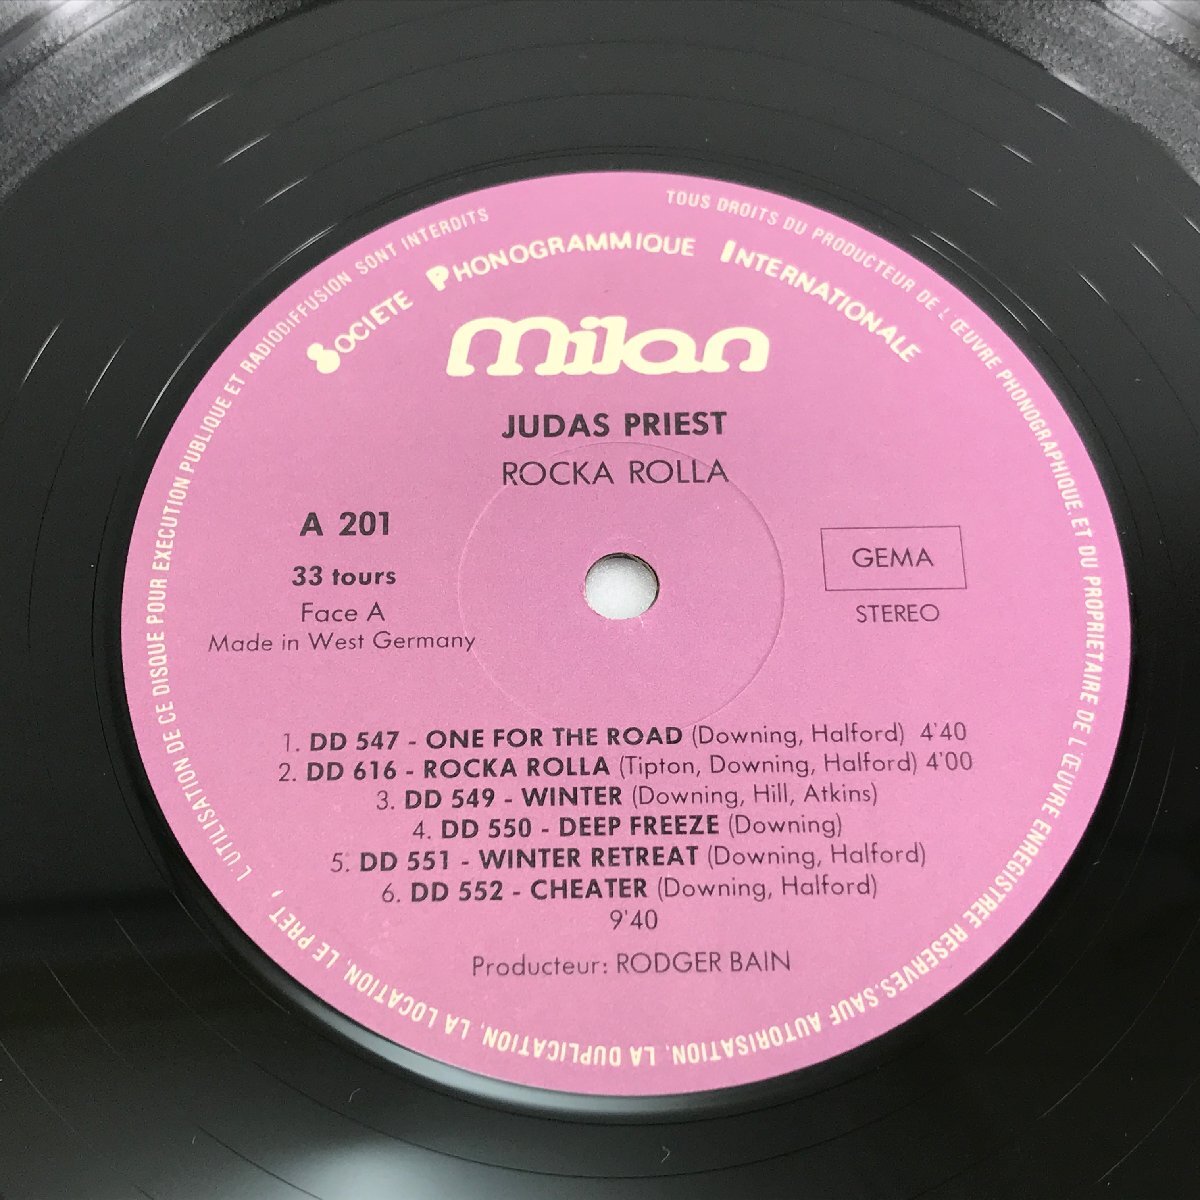 TOUS DROITS DU PRODUCTEUR DE L'ŒUVRE PHONOGRAPHIQUE ET DU PROPRIETAIRE DE L'ŒUVRE ENREGISTREE RESERVES. SAUF AUTORISATION, LA DUPLICATION, LA LOCATION, LE PRET, L'UTILISATION DE CE DISQUE POUR EXECUTION PUBLIQUE ET RADIODIFFUSION SONT INTERDITS
SOCIETE PHONOGRAMMIQUE INTERNATIONALE
milan
JUDAS PRIEST
ROCKA ROLLA
A 201
33 tours
Face A
Made in West Germany
GEMA
STEREO
1. DD 547 - ONE FOR THE ROAD (Downing, Halford) 4'40
2. DD 616 - ROCKA ROLLA (Tipton, Downing, Halford) 4'00
3. DD 549 - WINTER (Downing, Hill, Atkins)
4. DD 550 - DEEP FREEZE (Downing)
5. DD 551 - WINTER RETREAT (Downing, Halford)
6. DD 552 - CHEATER (Downing, Halford)
9'40
Producteur: RODGER BAIN